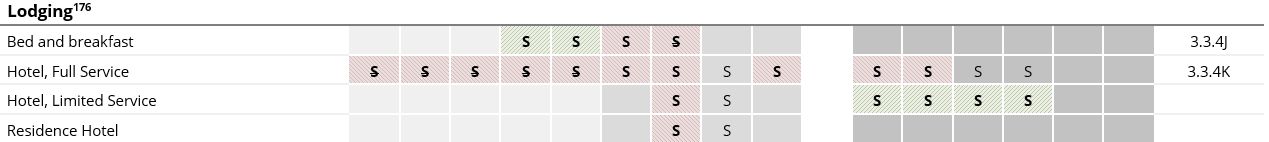 Lodging176
Bed and breakfast S S S S 3.3.4J
Hotel, Full Service S S S S S S S S S S S S S 3.3.4K
Hotel, Limited Service S S S S S S
Residence Hotel S S